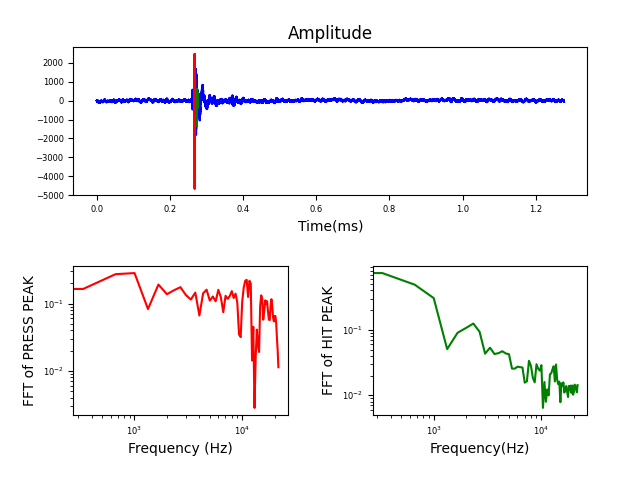 Amplitude
2000
1000
0
−1000
−2000
−3000
−4000
−5000
0.0 0.2 0.4 0.6 0.8 1.0 1.2
Time(ms)
FFT of PRESS PEAK
10⁻¹
10⁻²
10³ 10⁴
Frequency (Hz)
FFT of HIT PEAK
10⁻¹
10⁻²
10³ 10⁴
Frequency(Hz)